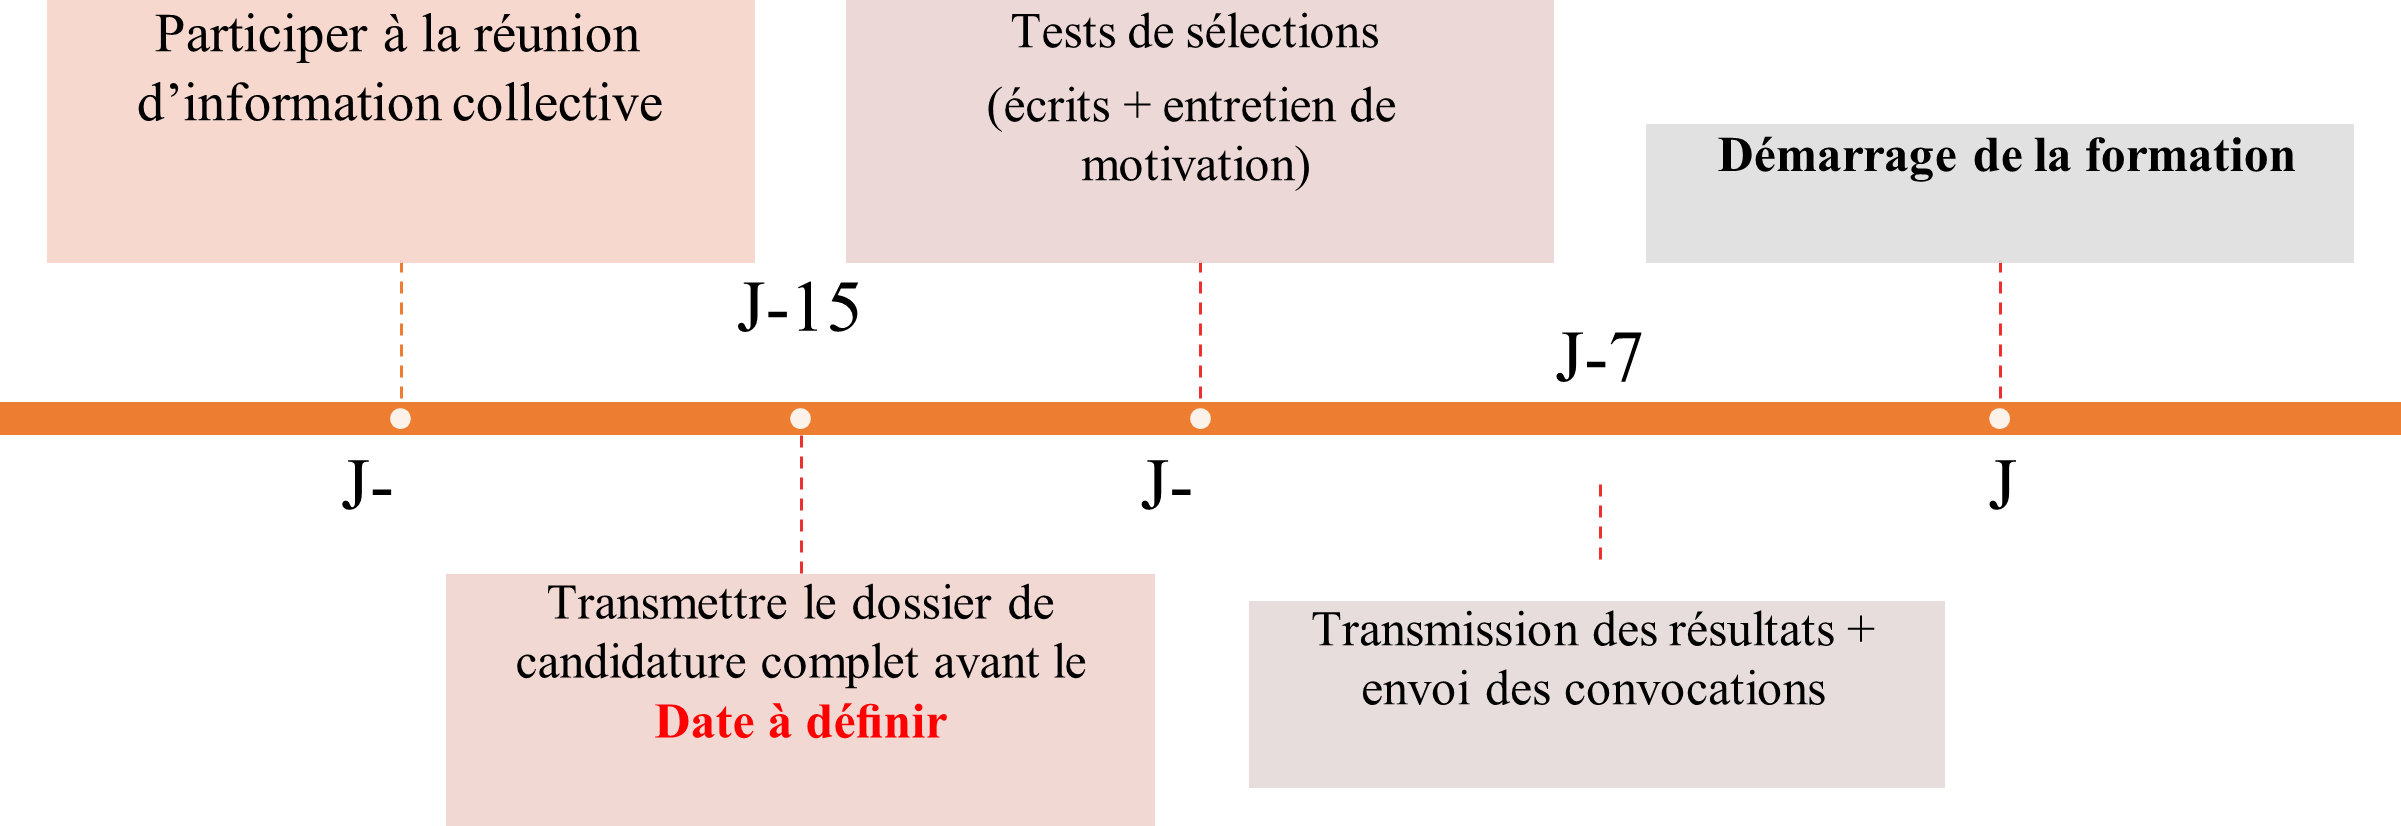 Participer à la réunion
d’information collective
Tests de sélections
(écrits + entretien de
motivation)
Démarrage de la formation
J-15
J-7
J-
J-
J
Transmettre le dossier de
candidature complet avant le
Date à définir
Transmission des résultats +
envoi des convocations